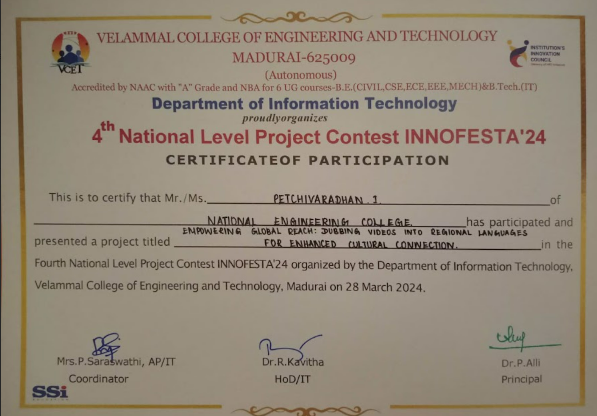 VELAMMAL COLLEGE OF ENGINEERING AND TECHNOLOGY
MADURAI-625009
(Autonomous)
Accredited by NAAC with "A" Grade and NBA for 6 UG courses-B.E.(CIVIL,CSE,ECE,EEE,MECH)&B.Tech.(IT)
VCET
INSTITUTION'S
INNOVATION
COUNCIL
Department of Information Technology
proudlyorganizes
4th National Level Project Contest INNOFESTA'24
CERTIFICATEOF PARTICIPATION
This is to certify that Mr./Ms. PETCHIVARADHAN. J. of
NATIONAL ENGINEERING COLLEGE. has participated and
EMPOWERING GLOBAL REACH: DUBBING VIDEOS INTO REGIONAL LANGUAGES
presented a project titled FOR ENHANCED CULTURAL CONNECTION. in the
Fourth National Level Project Contest INNOFESTA'24 organized by the Department of Information Technology,
Velammal College of Engineering and Technology, Madurai on 28 March 2024.
Mrs.P.Saraswathi, AP/IT
Coordinator
Dr.R.Kavitha
HoD/IT
Dr.P.Alli
Principal
SSi